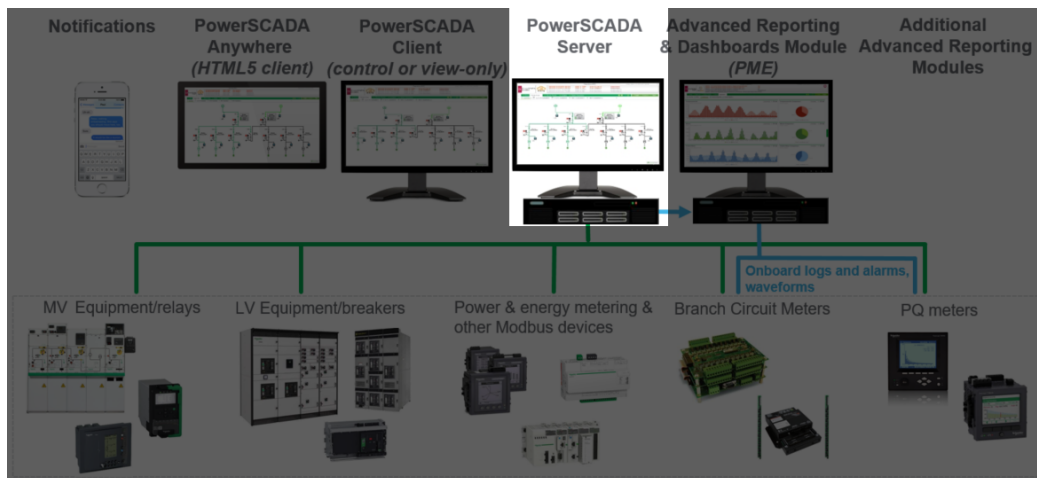 Notifications
PowerSCADA
Anywhere
(HTML5 client)
PowerSCADA
Client
(control or view-only)
PowerSCADA
Server
Advanced Reporting
& Dashboards Module
(PME)
Additional
Advanced Reporting
Modules
Onboard logs and alarms,
waveforms
MV Equipment/relays
LV Equipment/breakers
Power & energy metering &
other Modbus devices
Branch Circuit Meters
PQ meters